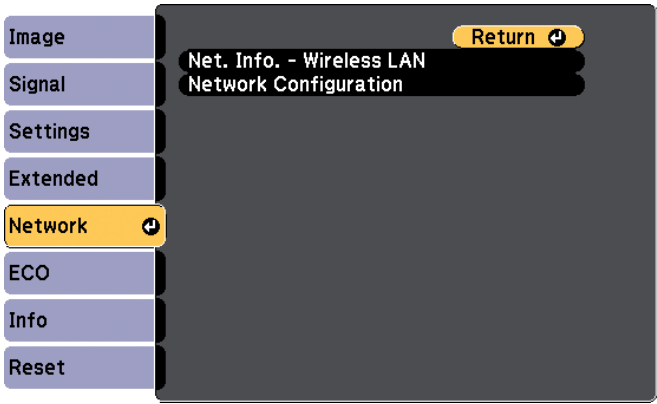 Image
Signal
Settings
Extended
Network
ECO
Info
Reset
Return
Net. Info. - Wireless LAN
Network Configuration